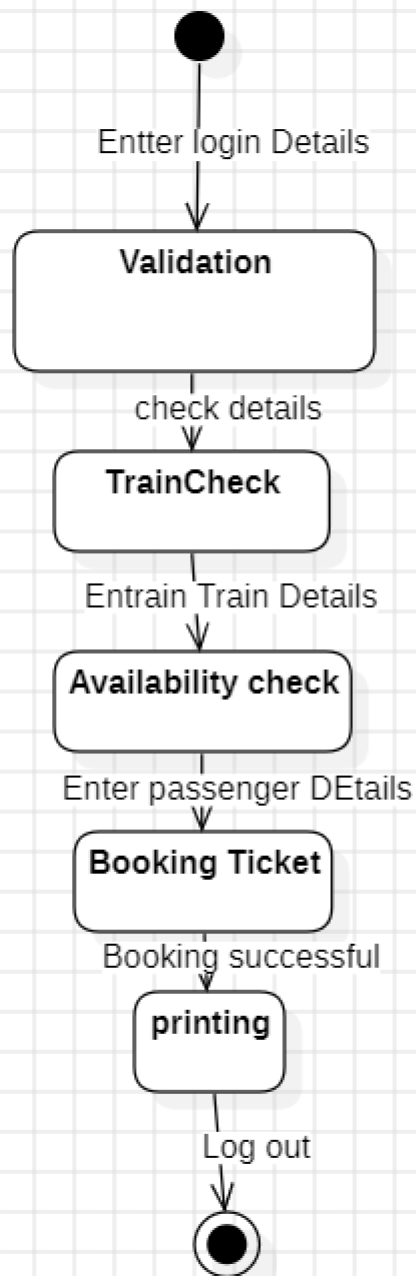 Entter login Details
Validation
check details
TrainCheck
Entrain Train Details
Availability check
Enter passenger DEtails
Booking Ticket
Booking successful
printing
Log out